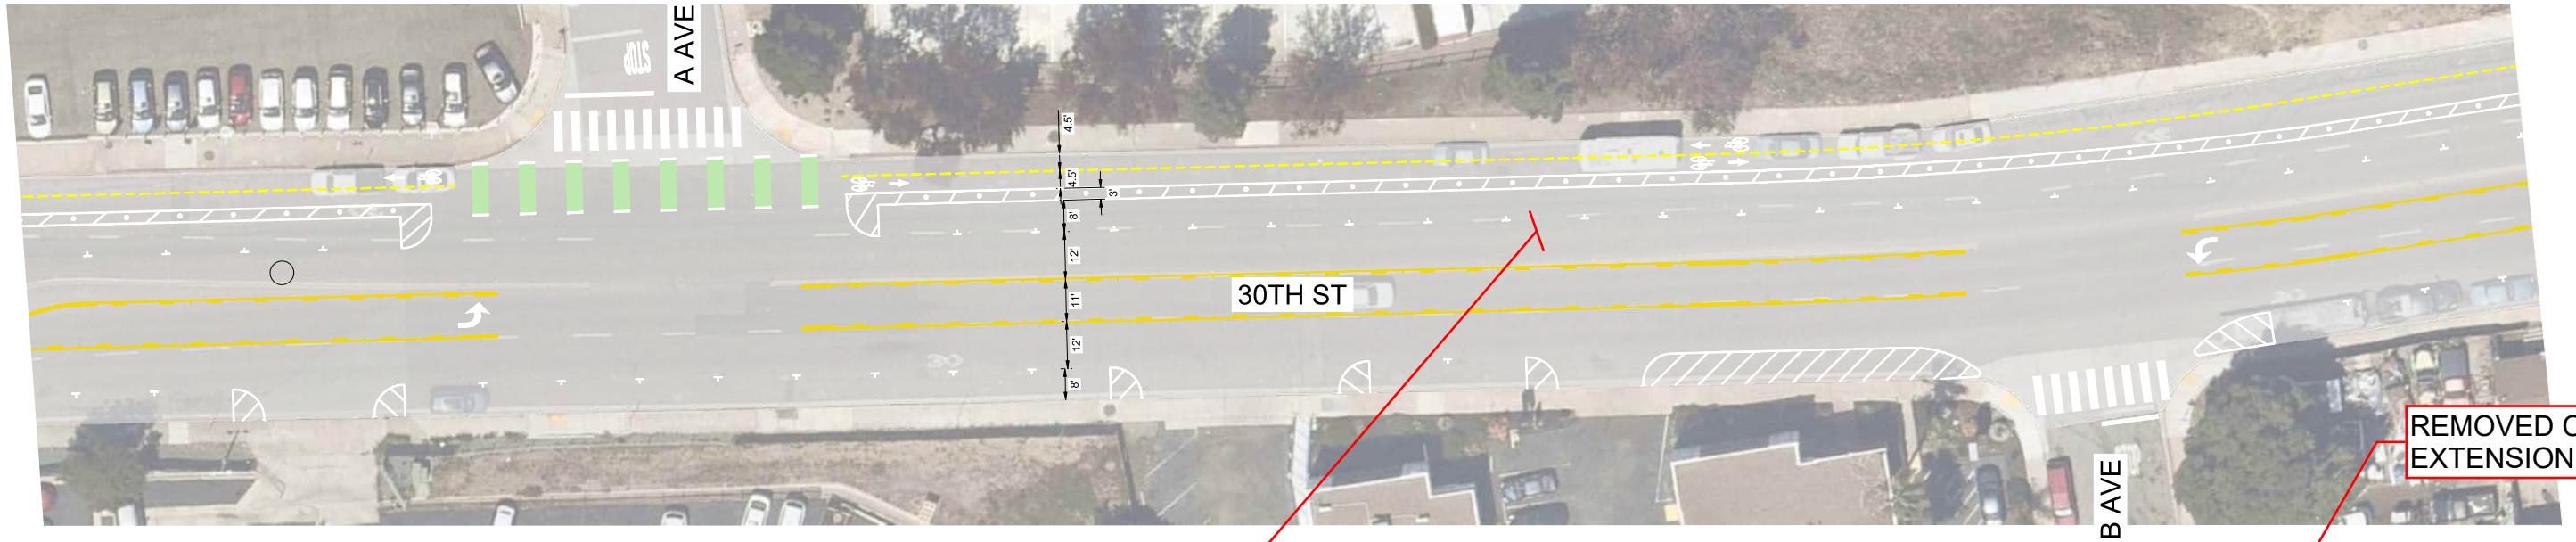 A AVE
STOP
4.5'
4.5'
3'
8'
12'
30TH ST
11'
12'
8'
REMOVED C
EXTENSION
B AVE